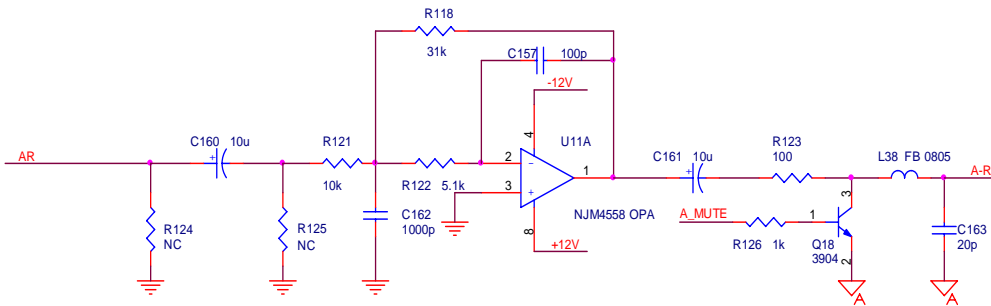 R118
31k
C157
100p
-12V
4
U11A
C160
10u
R121
10k
AR
R122
5.1k
2
3
1
8
NJM4558 OPA
+12V
C162
1000p
R124
NC
R125
NC
C161
10u
R123
100
L38 FB 0805
A-R
A_MUTE
R126
1k
1
3
2
Q18
3904
C163
20p
A
A